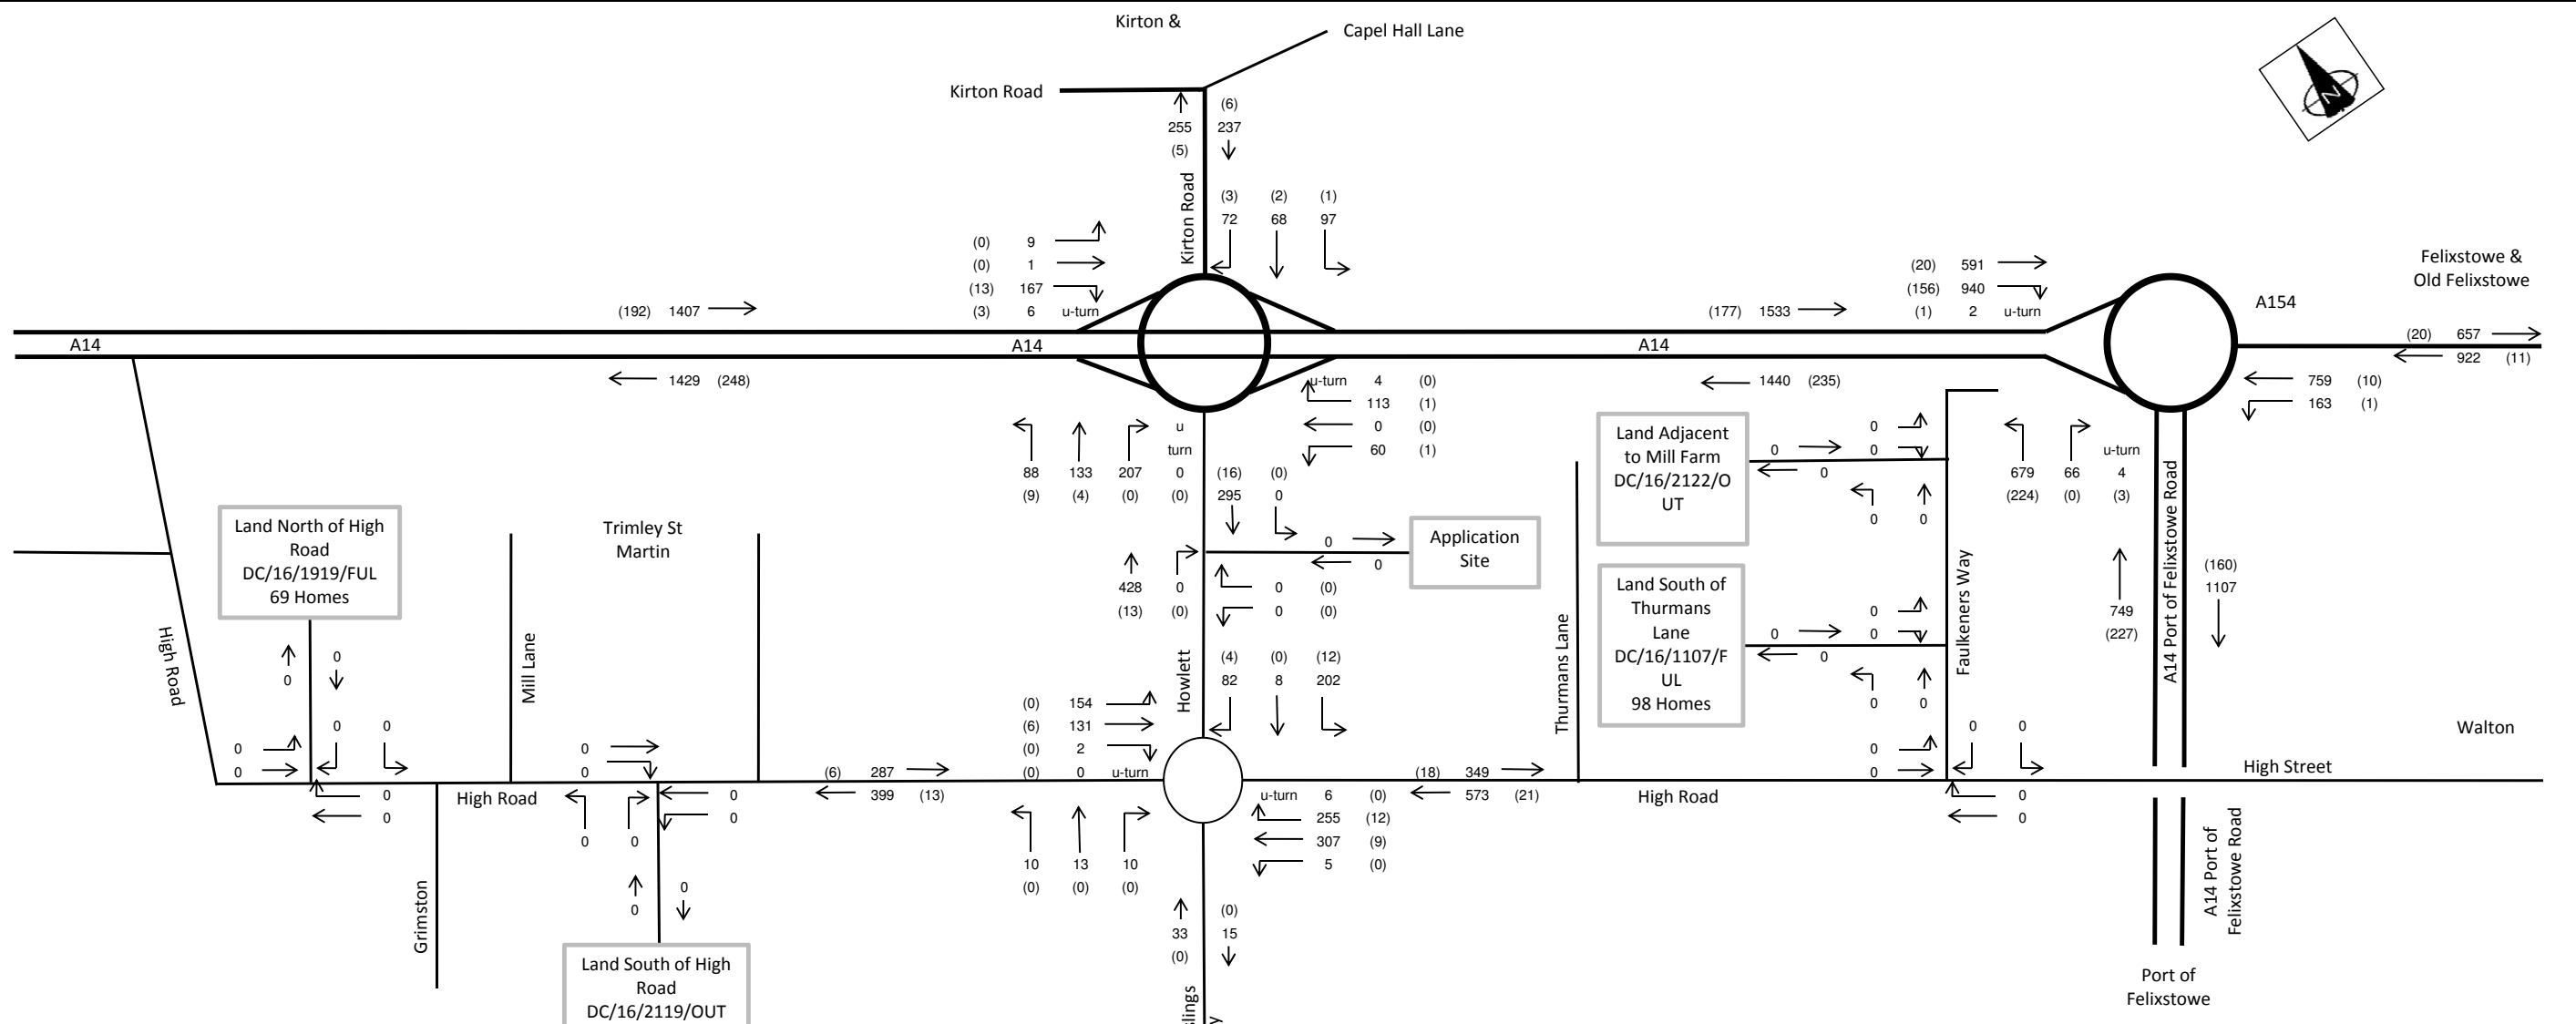 Kirton &
Capel Hall Lane
Kirton Road
(6)
255 237
(5)
Kirton Road
(3) (2) (1)
72 68 97
(0) 9
(0) 1
(13) 167
(3) 6 u-turn
(192) 1407
(177) 1533
(20) 591
(156) 940
(1) 2 u-turn
Felixstowe &
Old Felixstowe
A154
(20) 657
922 (11)
A14
A14
A14
1429 (248)
u-turn 4 (0)
113 (1)
0 (0)
60 (1)
1440 (235)
759 (10)
163 (1)
u
turn
88 133 207 0
(9) (4) (0) (0)
(16) (0)
295 0
Land Adjacent
to Mill Farm
DC/16/2122/O
UT
0
0
0
0
0
0 0
u-turn
679 66 4
(224) (0) (3)
A14 Port of Felixstowe Road
Land North of High
Road
DC/16/1919/FUL
69 Homes
Trimley St
Martin
0
0
Application
Site
428 0
(13) (0)
0 (0)
0 (0)
Land South of
Thurmans
Lane
DC/16/1107/F
UL
98 Homes
0
0
0
0
0 0
Faulkeners Way
749
(227)
(160)
1107
High Road
0
0
Mill Lane
Howlett
(4) (0) (12)
82 8 202
Thurmans Lane
(0) 154
(6) 131
(0) 2
(0) 0 u-turn
0 0
0
0
0
0
0 0
0
0
Walton
(6) 287
399 (13)
(18) 349
573 (21)
High Street
High Road
High Road
0
0
0
0
0 0
10 13 10
(0) (0) (0)
u-turn 6 (0)
255 (12)
307 (9)
5 (0)
0
0
A14 Port of
Felixstowe Road
Grimston
0
0
(0)
33 15
(0)
Land South of High
Road
DC/16/2119/OUT
Port of
Felixstowe
N